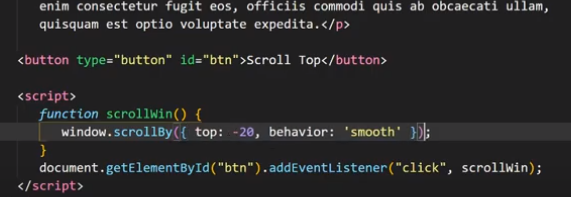 enim consectetur fugit eos, officiis commodi quis ab obcaecati ullam,
quisquam est optio voluptate expedita.</p>
<button type="button" id="btn">Scroll Top</button>
<script>
function scrollWin() {
window.scrollBy({ top: -20, behavior: 'smooth' });
}
document.getElementById("btn").addEventListener("click", scrollWin);
</script>